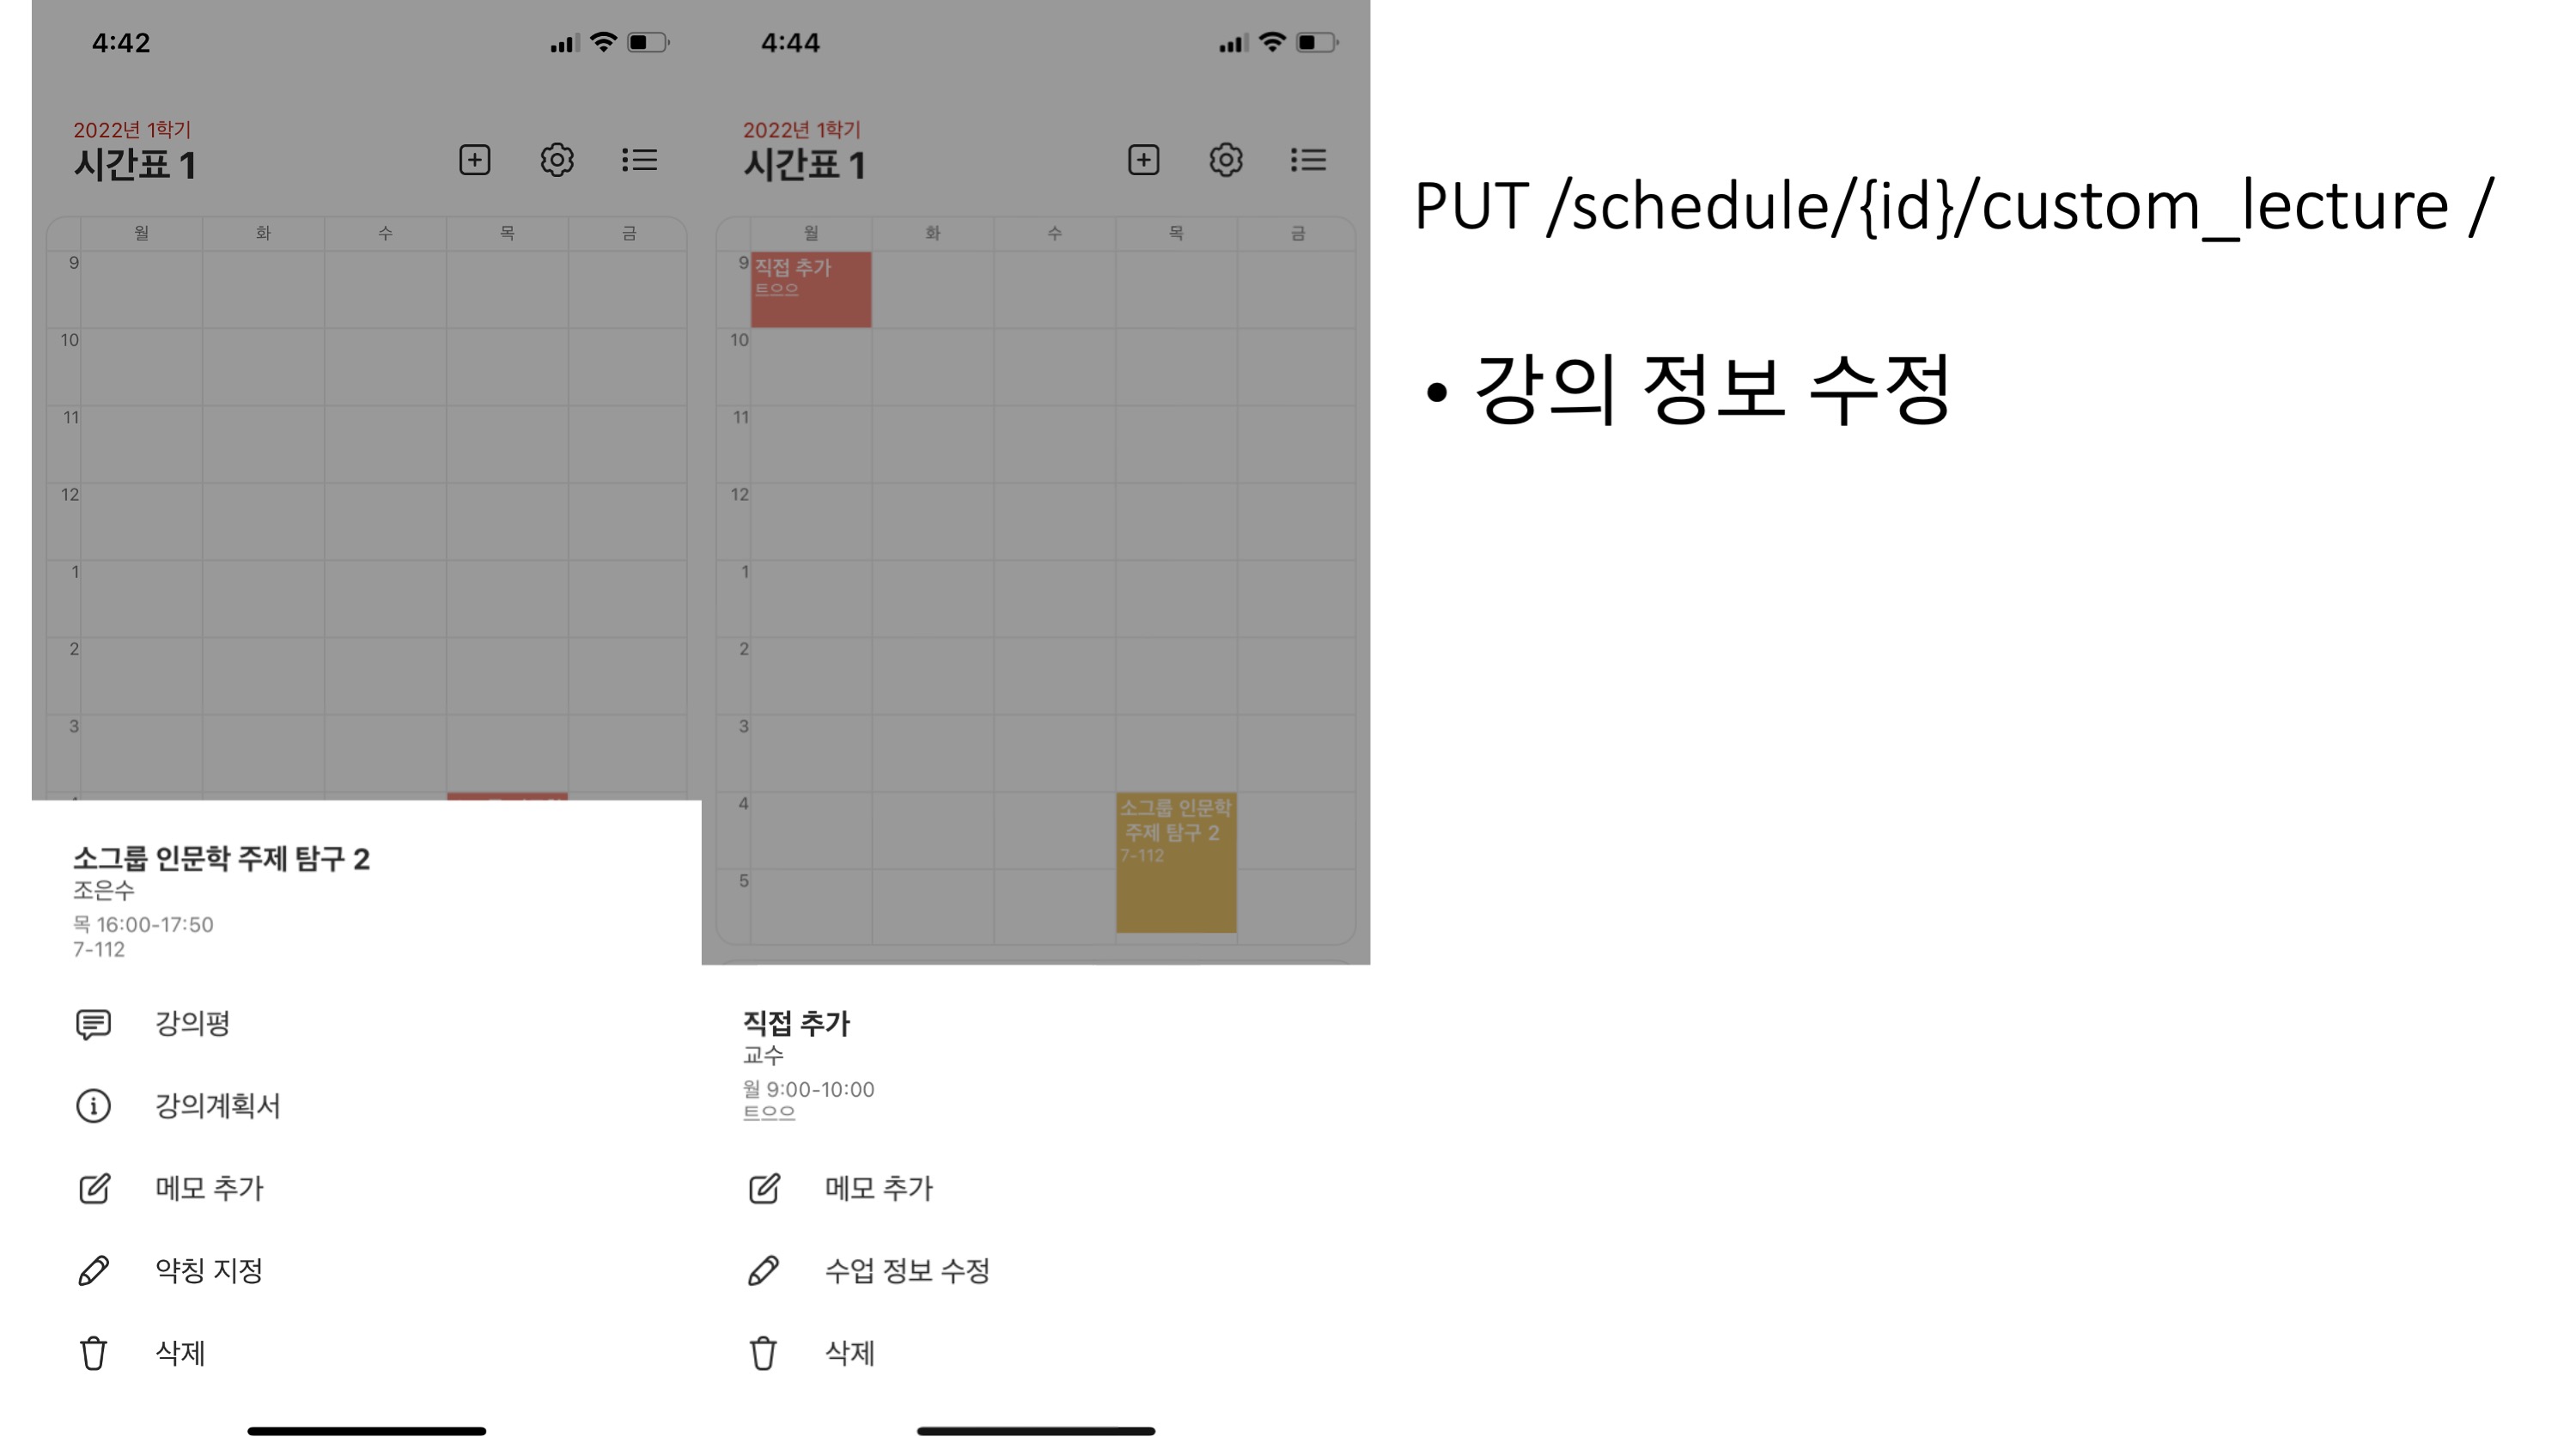 4:42
2022년 1학기
시간표 1
월 화 수 목 금
9
10
11
12
1
2
3
소그룹 인문학 주제 탐구 2
조은수
목 16:00-17:50
7-112
강의평
강의계획서
메모 추가
약칭 지정
삭제
4:44
2022년 1학기
시간표 1
월 화 수 목 금
9
직접 추가
트으으
10
11
12
1
2
3
4
소그룹 인문학
주제 탐구 2
7-112
5
직접 추가
교수
월 9:00-10:00
트으으
메모 추가
수업 정보 수정
삭제
PUT /schedule/{id}/custom_lecture /
• 강의 정보 수정